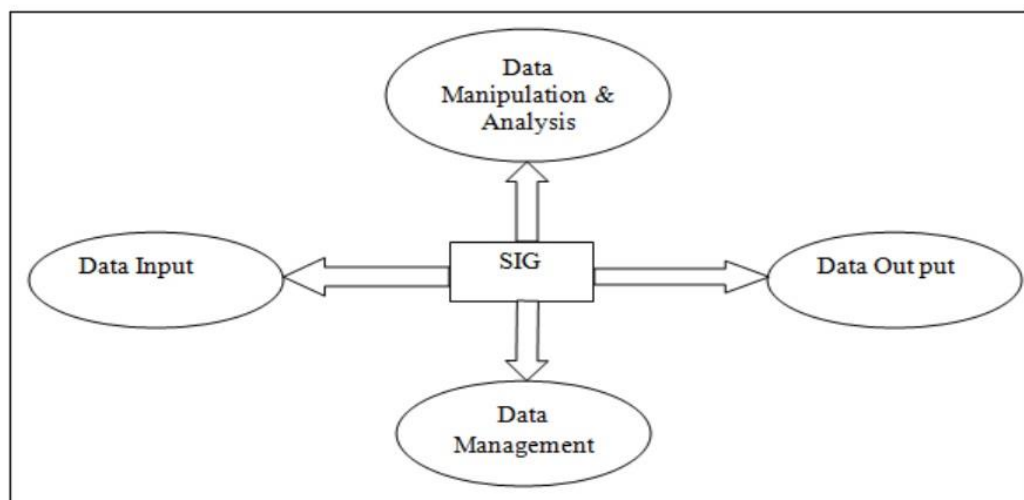 Data
Manipulation &
Analysis
Data Input
SIG
Data Out put
Data
Management